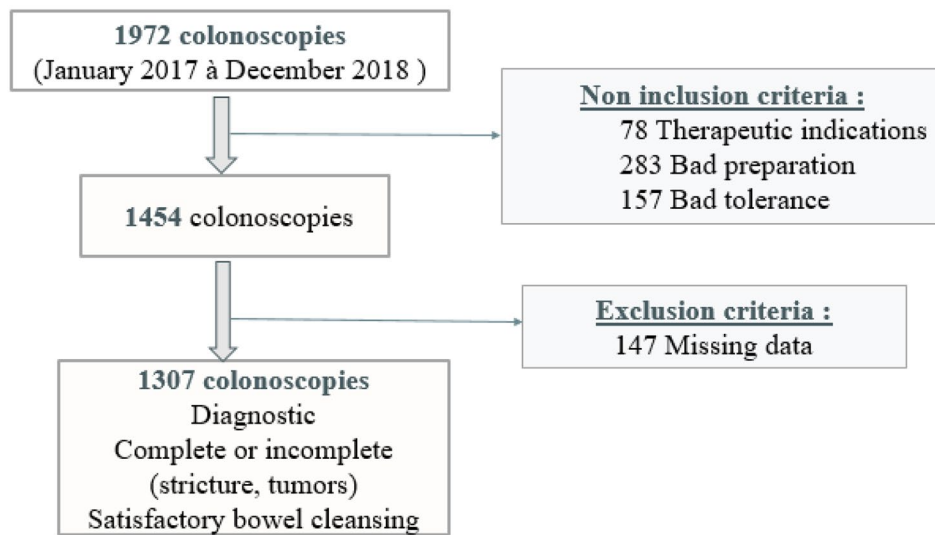 1972 colonoscopies
(January 2017 à December 2018 )
Non inclusion criteria :
78 Therapeutic indications
283 Bad preparation
157 Bad tolerance
1454 colonoscopies
Exclusion criteria :
147 Missing data
1307 colonoscopies
Diagnostic
Complete or incomplete
(stricture, tumors)
Satisfactory bowel cleansing